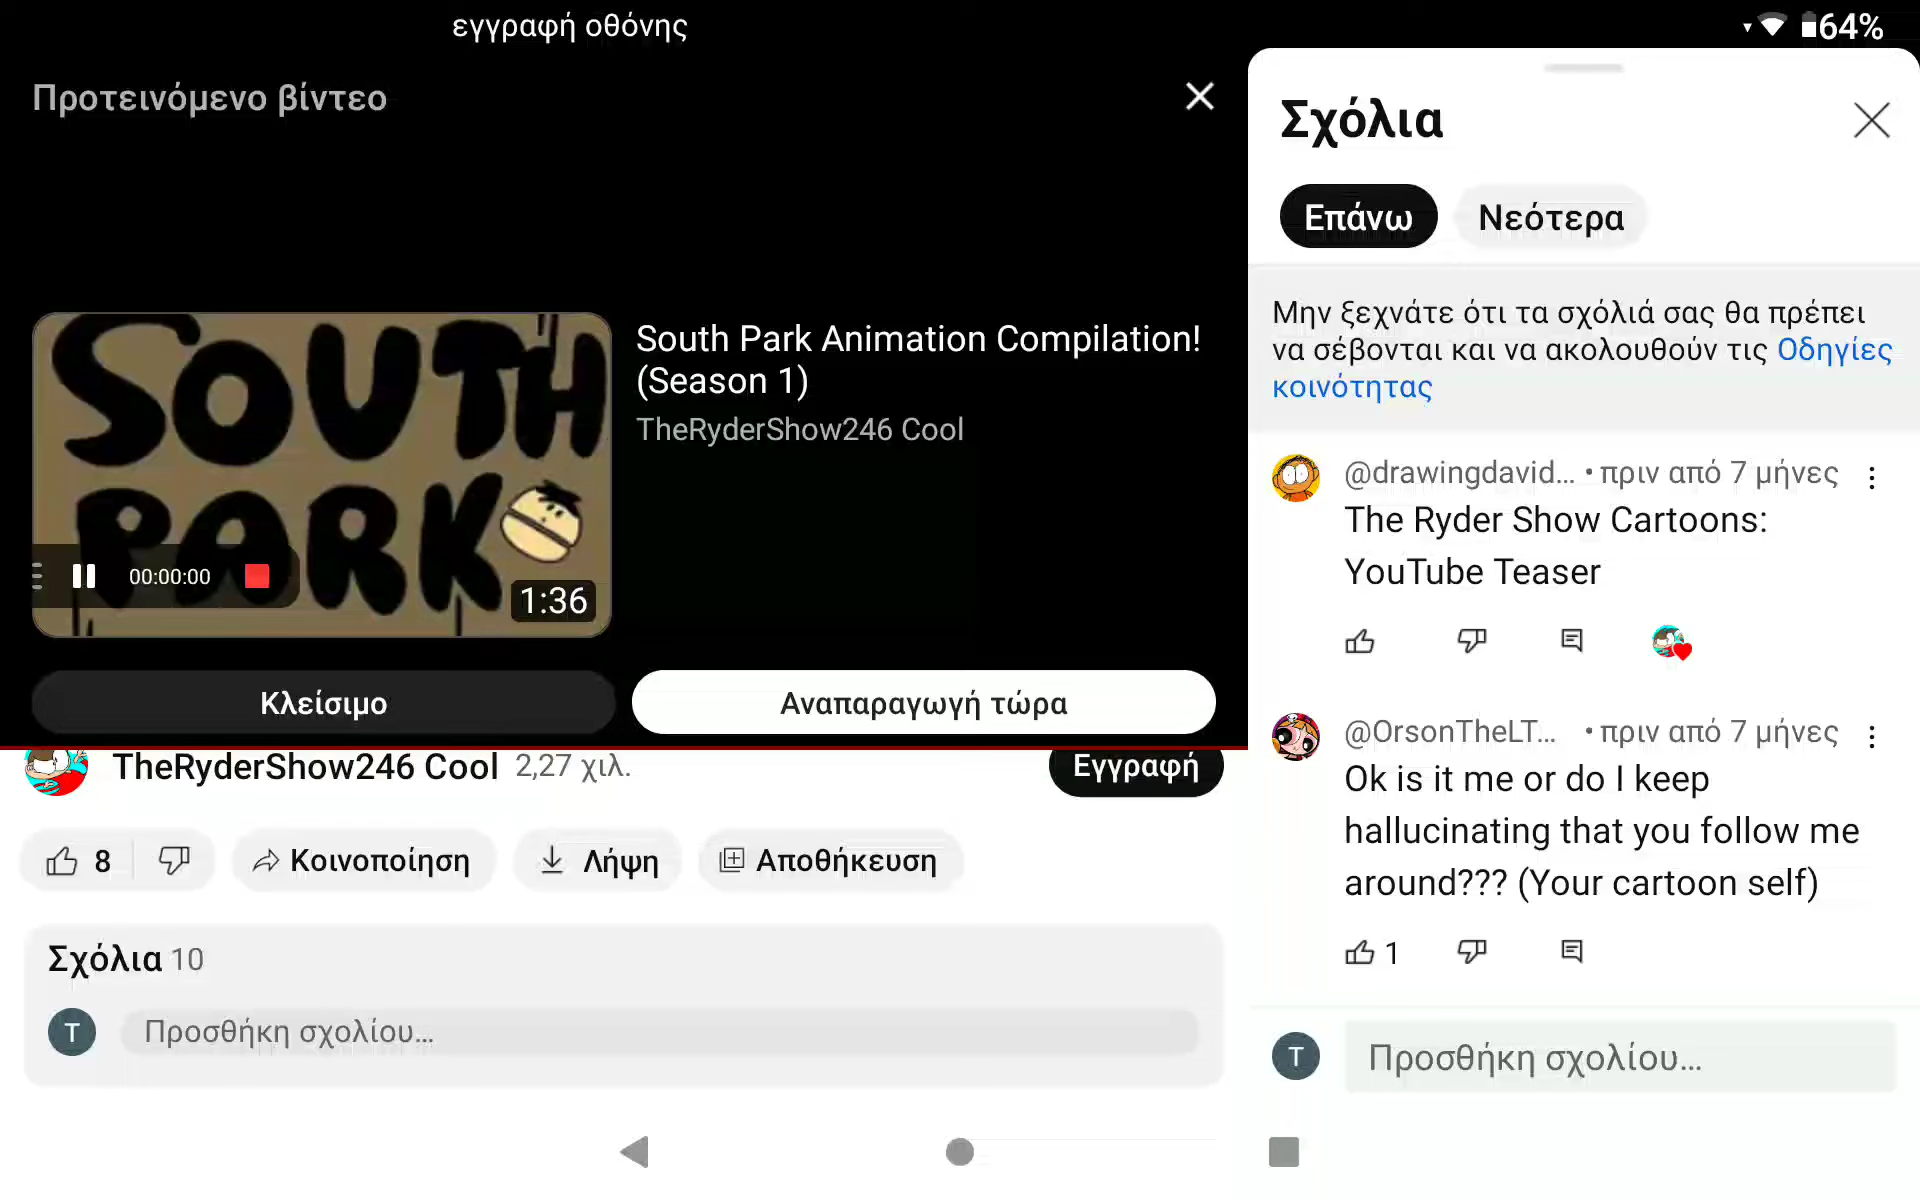 εγγραφή οθόνης
64%
Προτεινόμενο βίντεο
SOUTH
PARK
00:00:00
1:36
South Park Animation Compilation!
(Season 1)
TheRyderShow246 Cool
Κλείσιμο
Αναπαραγωγή τώρα
TheRyderShow246 Cool 2,27 χιλ.
Εγγραφή
8
Κοινοποίηση
Λήψη
Αποθήκευση
Σχόλια 10
T
Προσθήκη σχολίου...
Σχόλια
Επάνω
Νεότερα
Μην ξεχνάτε ότι τα σχόλιά σας θα πρέπει
να σέβονται και να ακολουθούν τις Οδηγίες
κοινότητας
@drawingdavid... • πριν από 7 μήνες
The Ryder Show Cartoons:
YouTube Teaser
@OrsonTheLT... • πριν από 7 μήνες
Ok is it me or do I keep
hallucinating that you follow me
around??? (Your cartoon self)
1
T
Προσθήκη σχολίου...